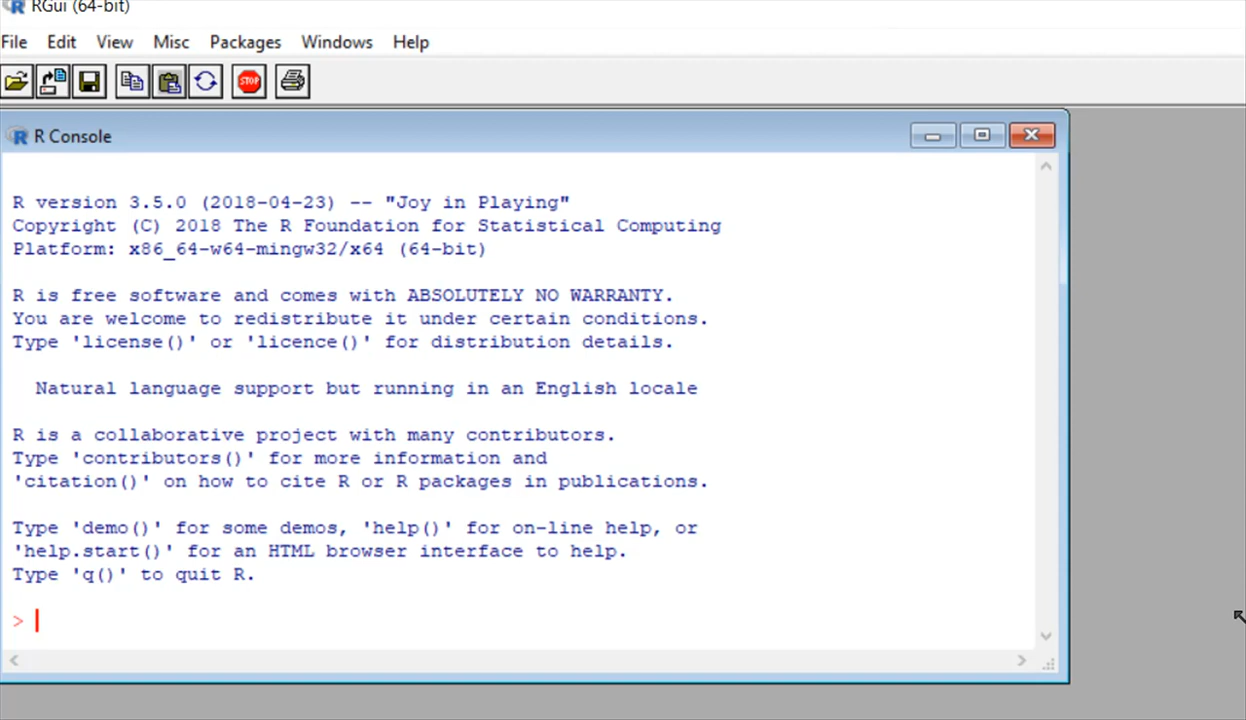 RGui (64-bit)
File Edit View Misc Packages Windows Help
STOP
R Console
R version 3.5.0 (2018-04-23) -- "Joy in Playing"
Copyright (C) 2018 The R Foundation for Statistical Computing
Platform: x86_64-w64-mingw32/x64 (64-bit)
R is free software and comes with ABSOLUTELY NO WARRANTY.
You are welcome to redistribute it under certain conditions.
Type 'license()' or 'licence()' for distribution details.
Natural language support but running in an English locale
R is a collaborative project with many contributors.
Type 'contributors()' for more information and
'citation()' on how to cite R or R packages in publications.
Type 'demo()' for some demos, 'help()' for on-line help, or
'help.start()' for an HTML browser interface to help.
Type 'q()' to quit R.
>